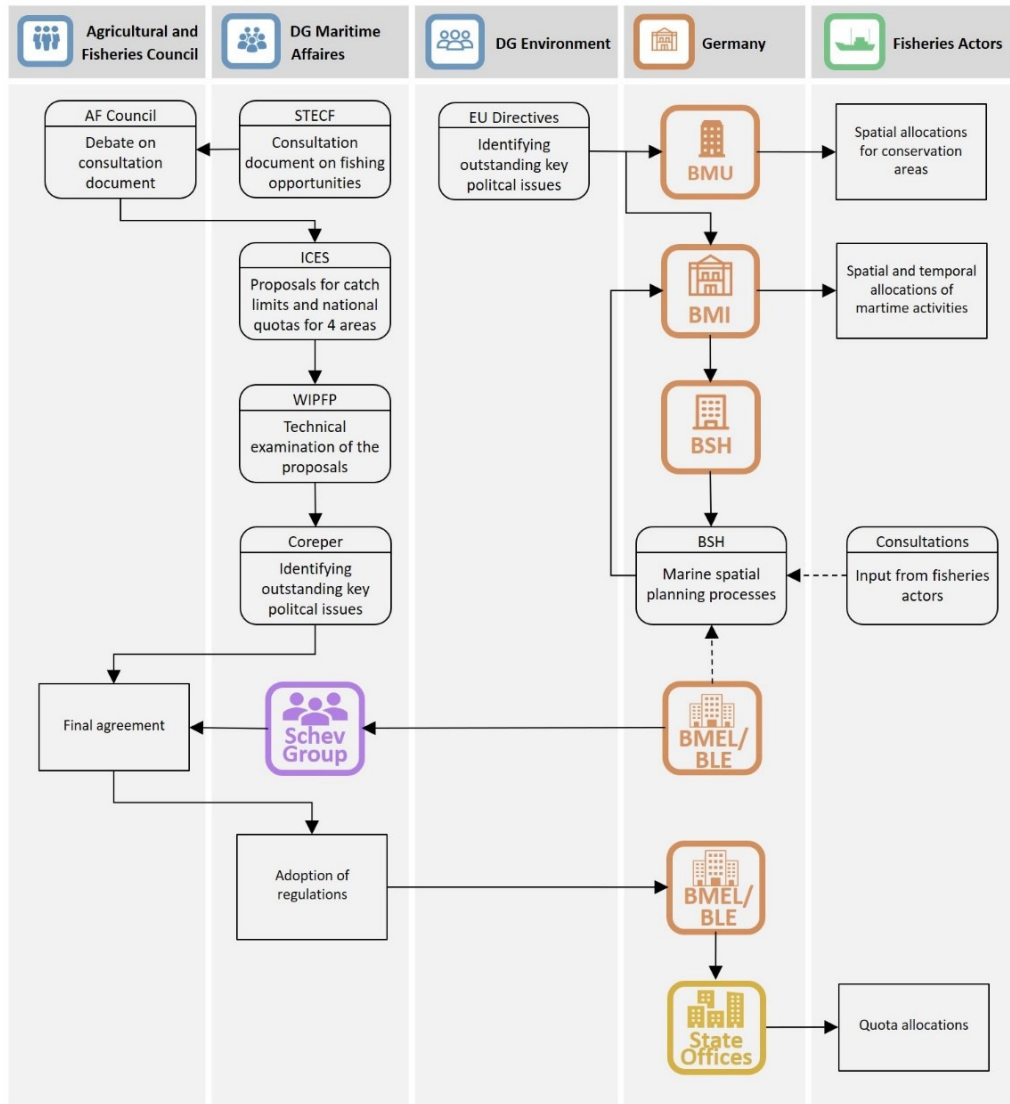 Agricultural and
Fisheries Council
DG Maritime
Affaires
DG Environment
Germany
Fisheries Actors
AF Council
Debate on
consultation
document
STECF
Consultation
document on fishing
opportunities
EU Directives
Identifying
outstanding key
politcal issues
BMU
Spatial allocations
for conservation
areas
ICES
Proposals for catch
limits and national
quotas for 4 areas
BMI
Spatial and temporal
allocations of
martime activities
WIPFP
Technical
examination of the
proposals
BSH
Coreper
Identifying
outstanding key
politcal issues
BSH
Marine spatial
planning processes
Consultations
Input from fisheries
actors
Final agreement
Schev
Group
BMEL/
BLE
Adoption of
regulations
BMEL/
BLE
State
Offices
Quota allocations